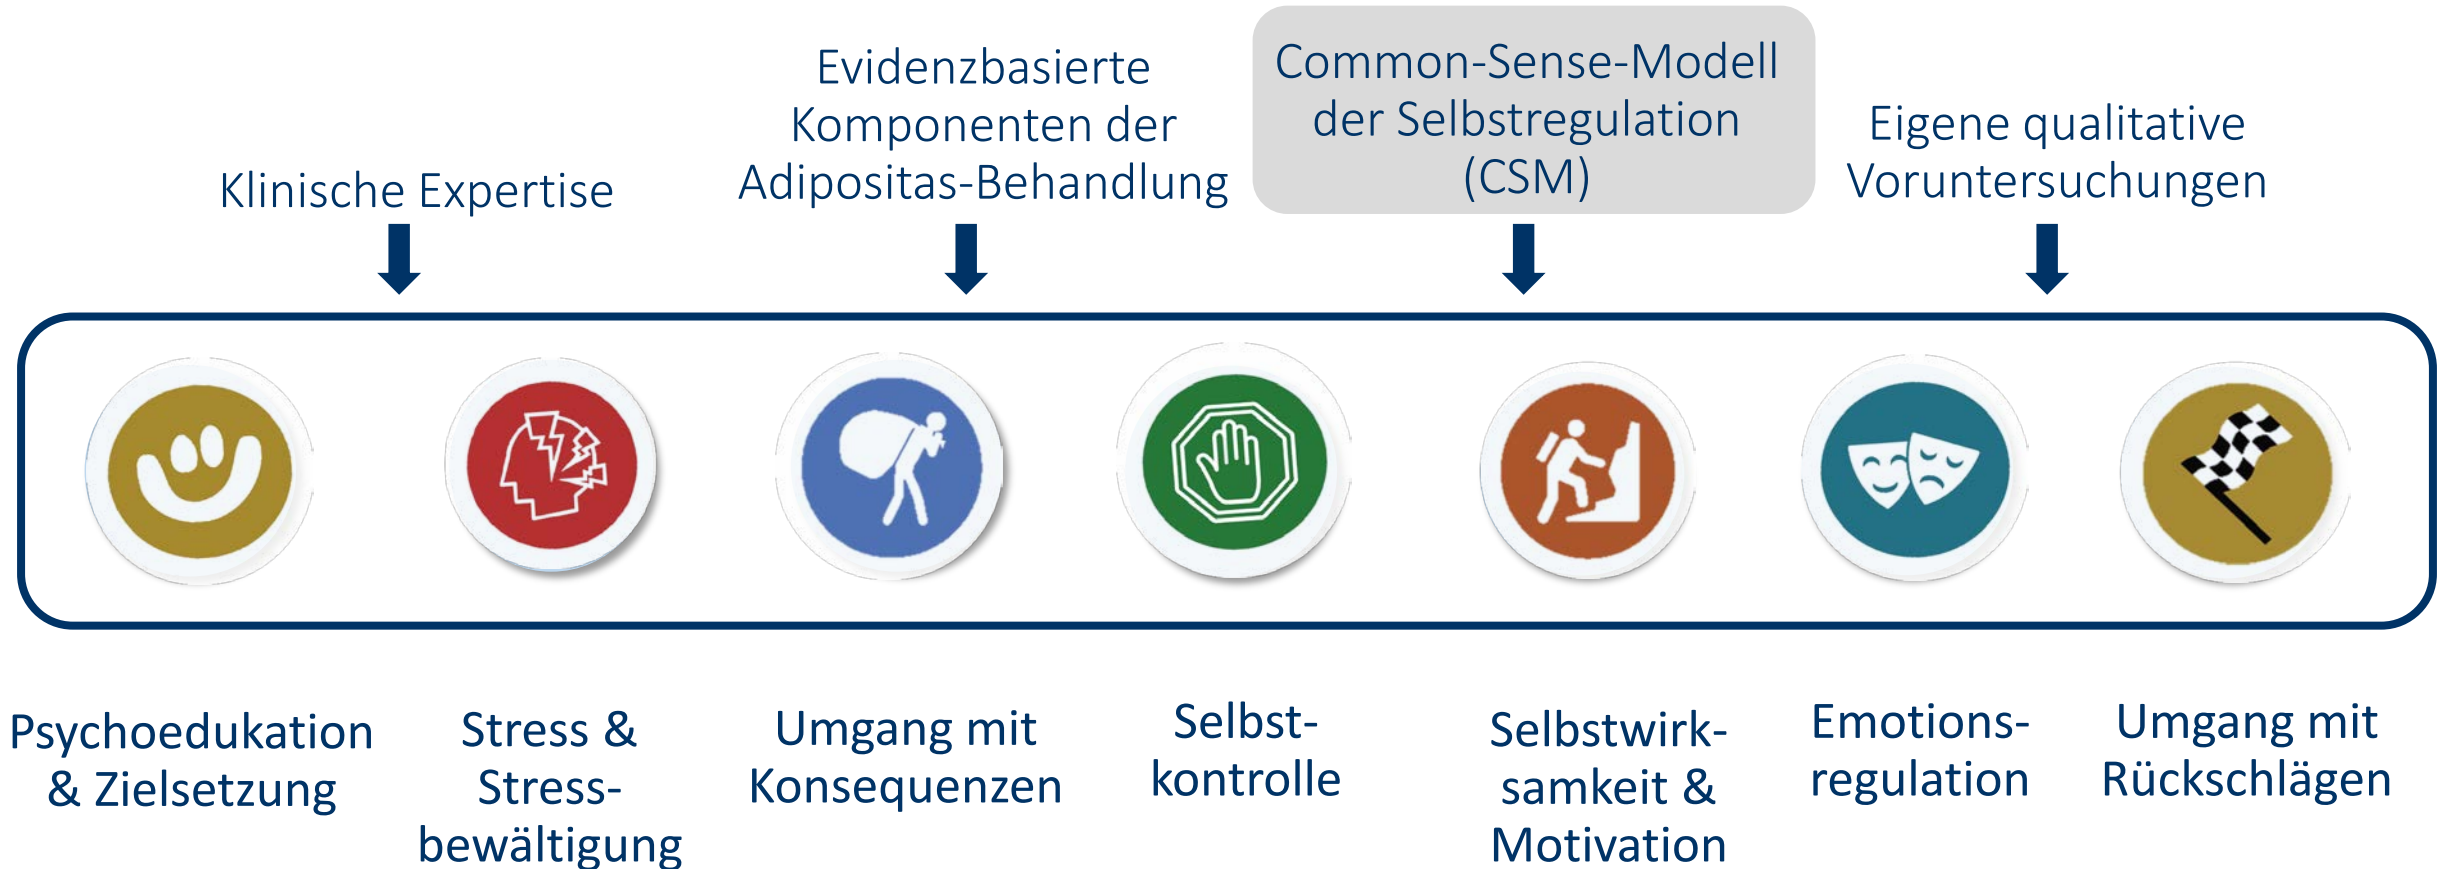 Klinische Expertise
Evidenzbasierte
Komponenten der
Adipositas-Behandlung
Common-Sense-Modell
der Selbstregulation
(CSM)
Eigene qualitative
Voruntersuchungen
Psychoedukation
& Zielsetzung
Stress &
Stress-
bewältigung
Umgang mit
Konsequenzen
Selbst-
kontrolle
Selbstwirk-
samkeit &
Motivation
Emotions-
regulation
Umgang mit
Rückschlägen